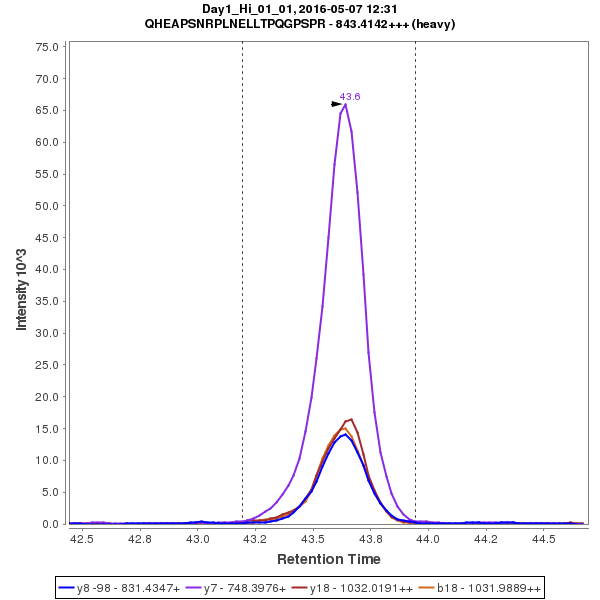 Day1_Hi_01_01, 2016-05-07 12:31
QHEAPSNRPLNELLTPQGPSPR - 843.4142+++ (heavy)
75.0
70.0
65.0
60.0
55.0
50.0
45.0
40.0
35.0
30.0
25.0
20.0
15.0
10.0
5.0
0.0
Intensity 10^3
43.6
42.5 42.8 43.0 43.2 43.5 43.8 44.0 44.2 44.5
Retention Time
y8 -98 - 831.4347+ y7 - 748.3976+ y18 - 1032.0191++ b18 - 1031.9889++